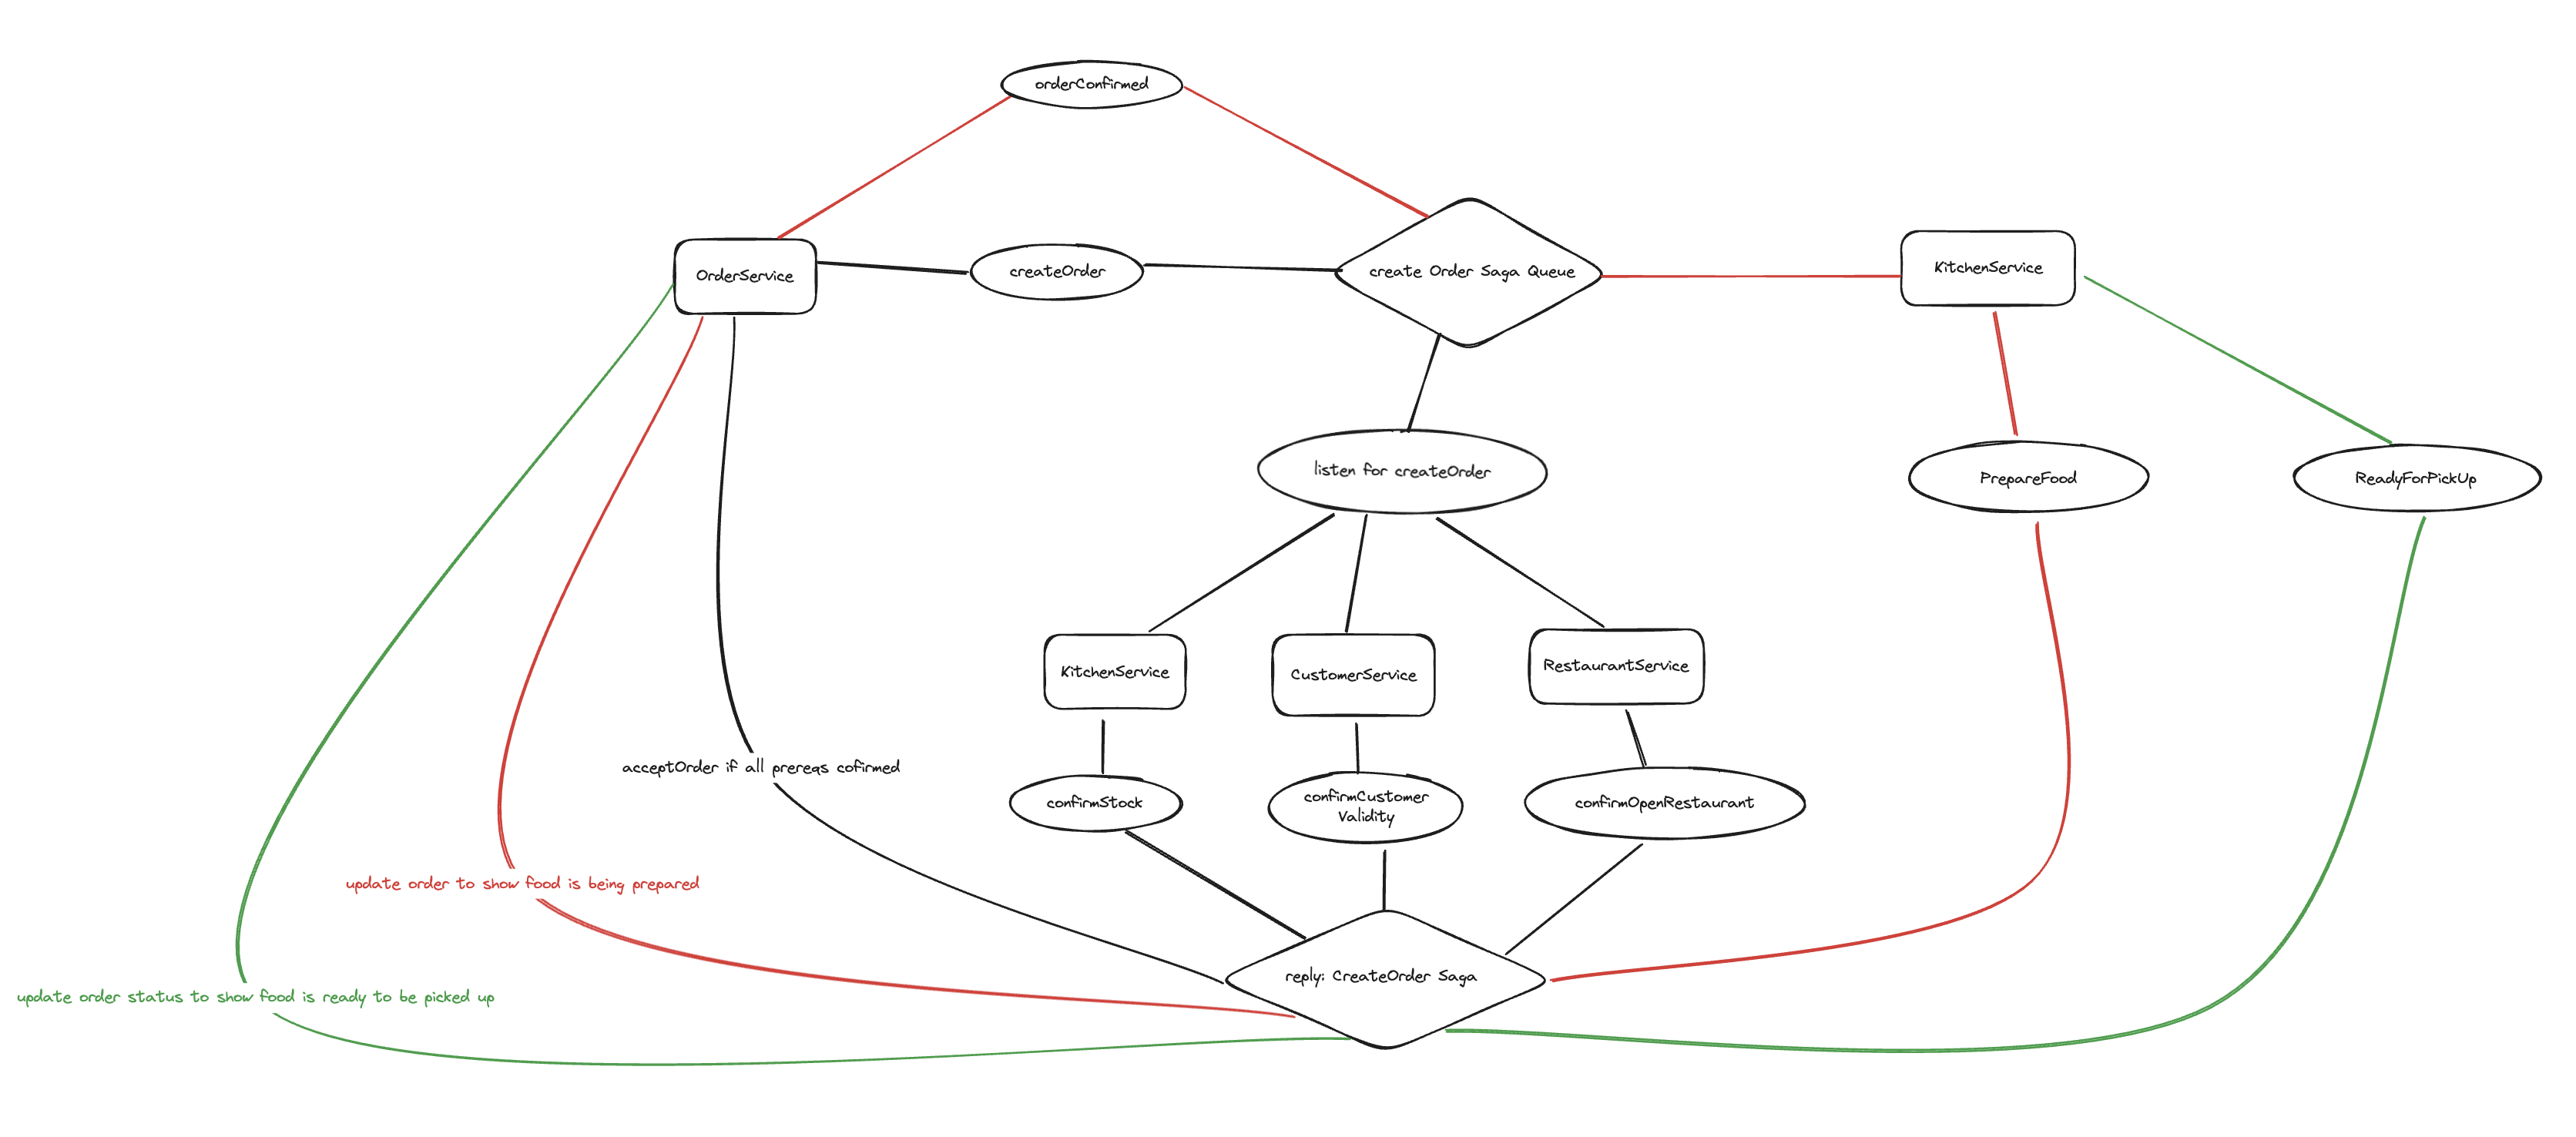 orderConfirmed
OrderService
createOrder
create Order Saga Queue
KitchenService
listen for createOrder
PrepareFood
ReadyForPickUp
KitchenService
CustomerService
RestaurantService
acceptOrder if all prereqs cofirmed
confirmStock
confirmCustomer
Validity
confirmOpenRestaurant
update order to show food is being prepared
reply: CreateOrder Saga
update order status to show food is ready to be picked up